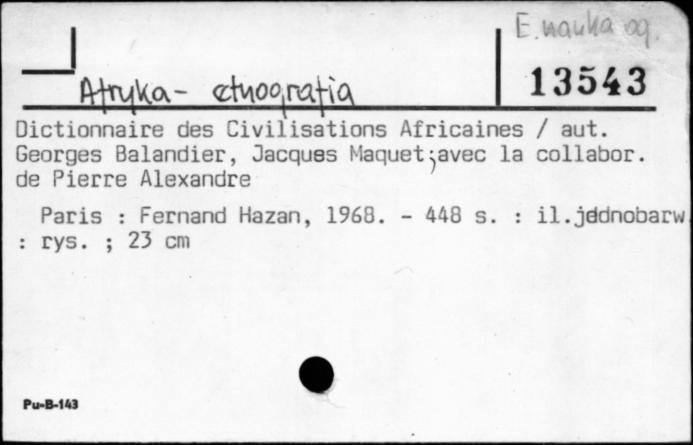 E. nauka og.
13543
Afryka - etnografia
Dictionnaire des Civilisations Africaines / aut.
Georges Balandier, Jacques Maquet;avec la collabor.
de Pierre Alexandre
Paris : Fernand Hazan, 1968. - 448 s. : il.jednobarw
: rys. ; 23 cm
Pu-B-143